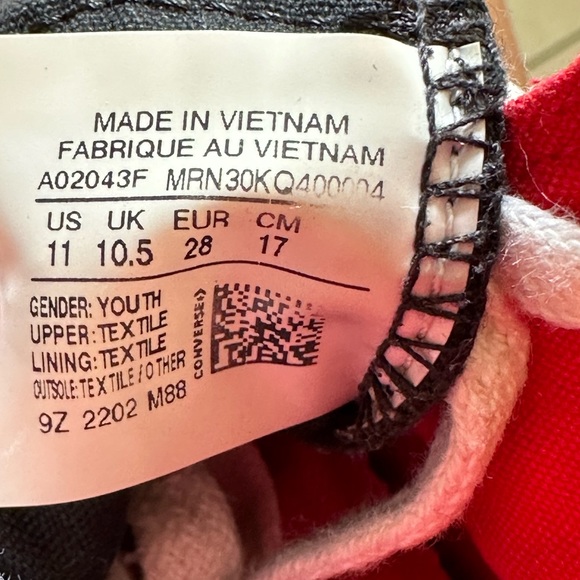 MADE IN VIETNAM
FABRIQUE AU VIETNAM
A02043F MRN30KQ400004
US UK EUR CM
11 10.5 28 17
GENDER: YOUTH
UPPER: TEXTILE
LINING: TEXTILE
OUTSOLE: TEXTILE / OTHER
9Z 2202 M88
CONVERSE